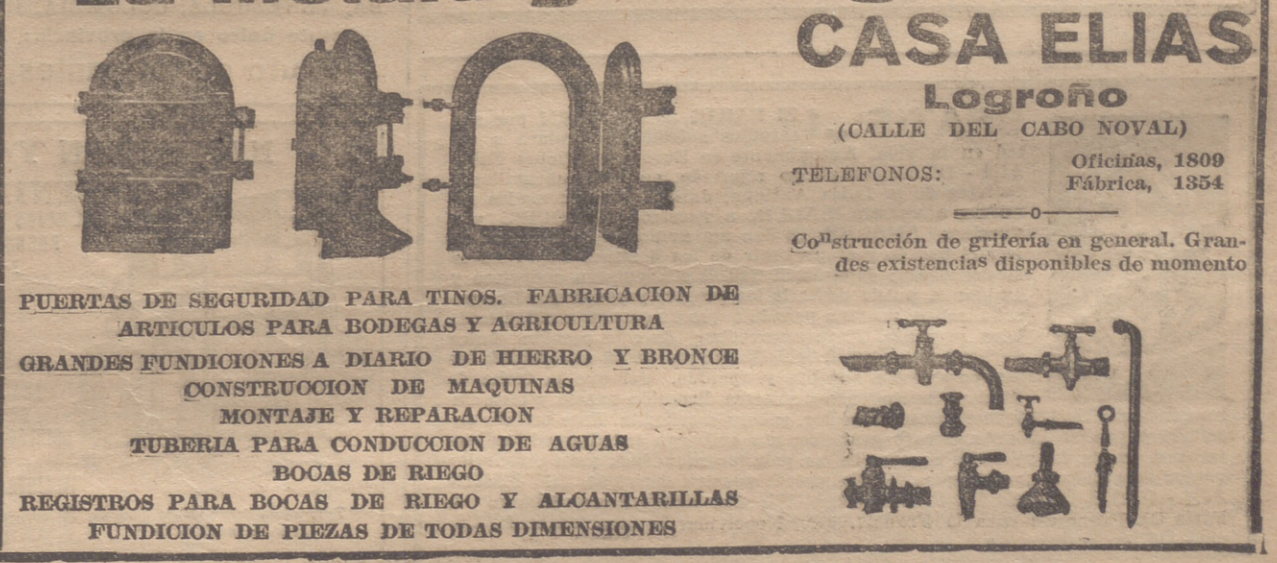 CASA ELIAS
Logroño
(CALLE DEL CABO NOVAL)
TELEFONOS:
Oficinas, 1809
Fábrica, 1354
Construcción de grifería en general. Gran-
des existencias disponibles de momento
PUERTAS DE SEGURIDAD PARA TINOS. FABRICACION DE
ARTICULOS PARA BODEGAS Y AGRICULTURA
GRANDES FUNDICIONES A DIARIO DE HIERRO Y BRONCE
CONSTRUCCION DE MAQUINAS
MONTAJE Y REPARACION
TUBERIA PARA CONDUCCION DE AGUAS
BOCAS DE RIEGO
REGISTROS PARA BOCAS DE RIEGO Y ALCANTARILLAS
FUNDICION DE PIEZAS DE TODAS DIMENSIONES